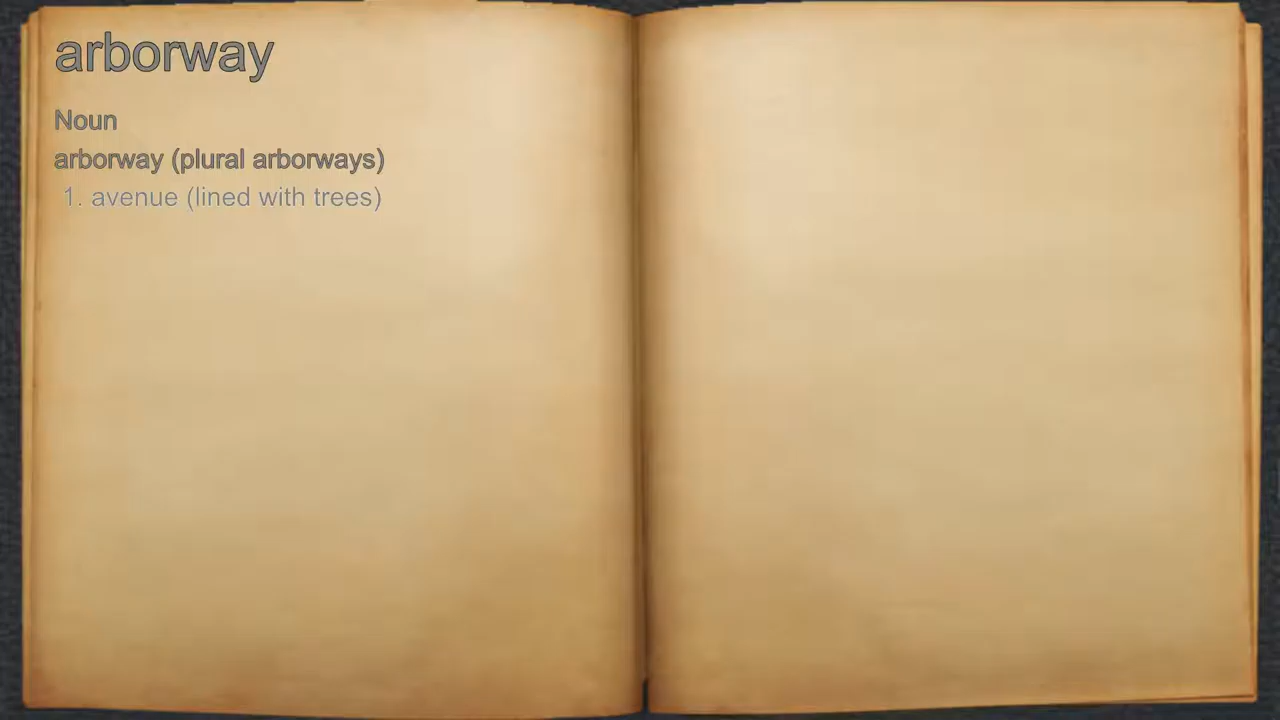 arborway
Noun
arborway (plural arborways)
1. avenue (lined with trees)